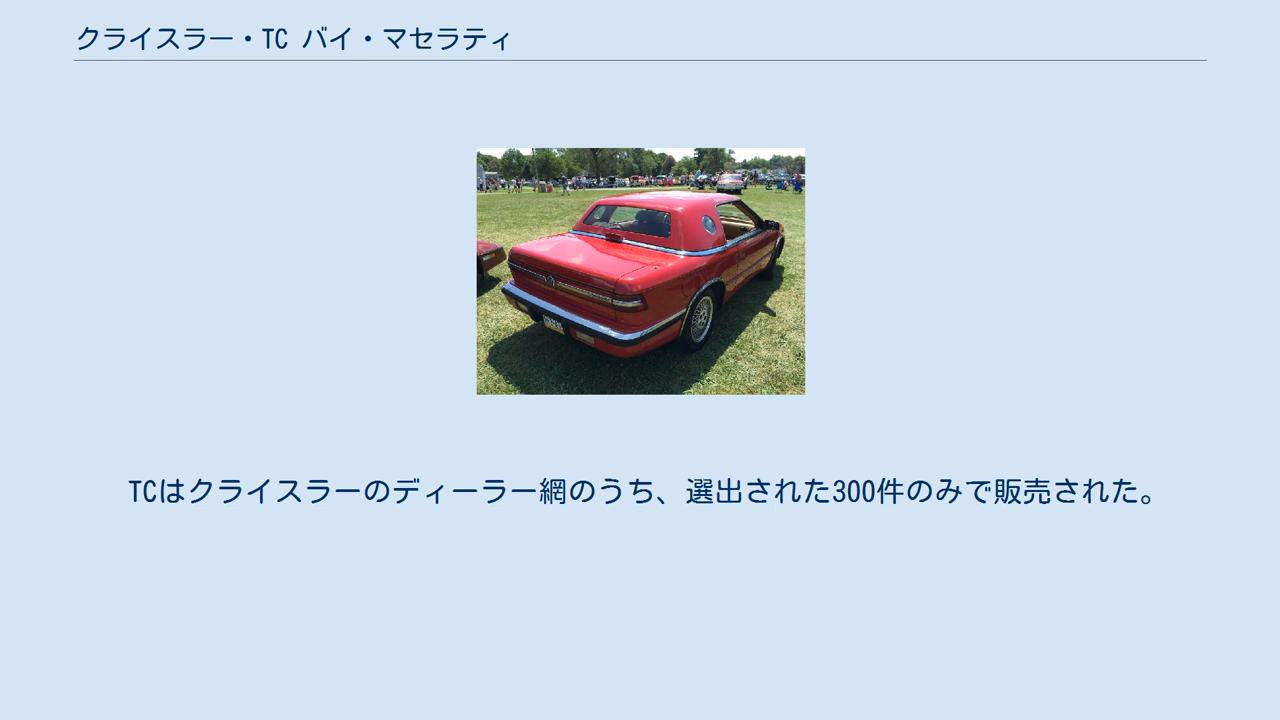 クライスラー・TC バイ・マセラティ
TCはクライスラーのディーラー網のうち、選出された300件のみで販売された。